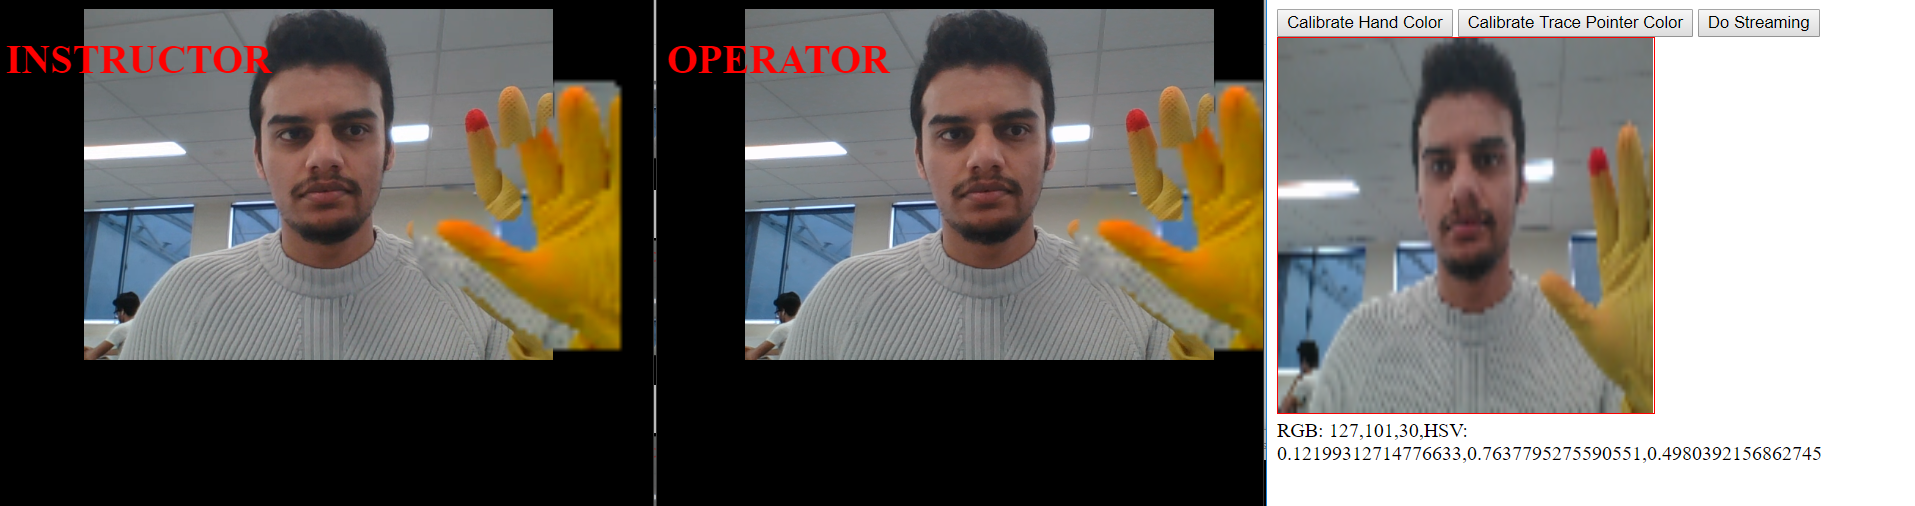 INSTRUCTOR
OPERATOR
Calibrate Hand Color Calibrate Trace Pointer Color Do Streaming
RGB: 127,101,30,HSV:
0.12199312714776633,0.7637795275590551,0.4980392156862745